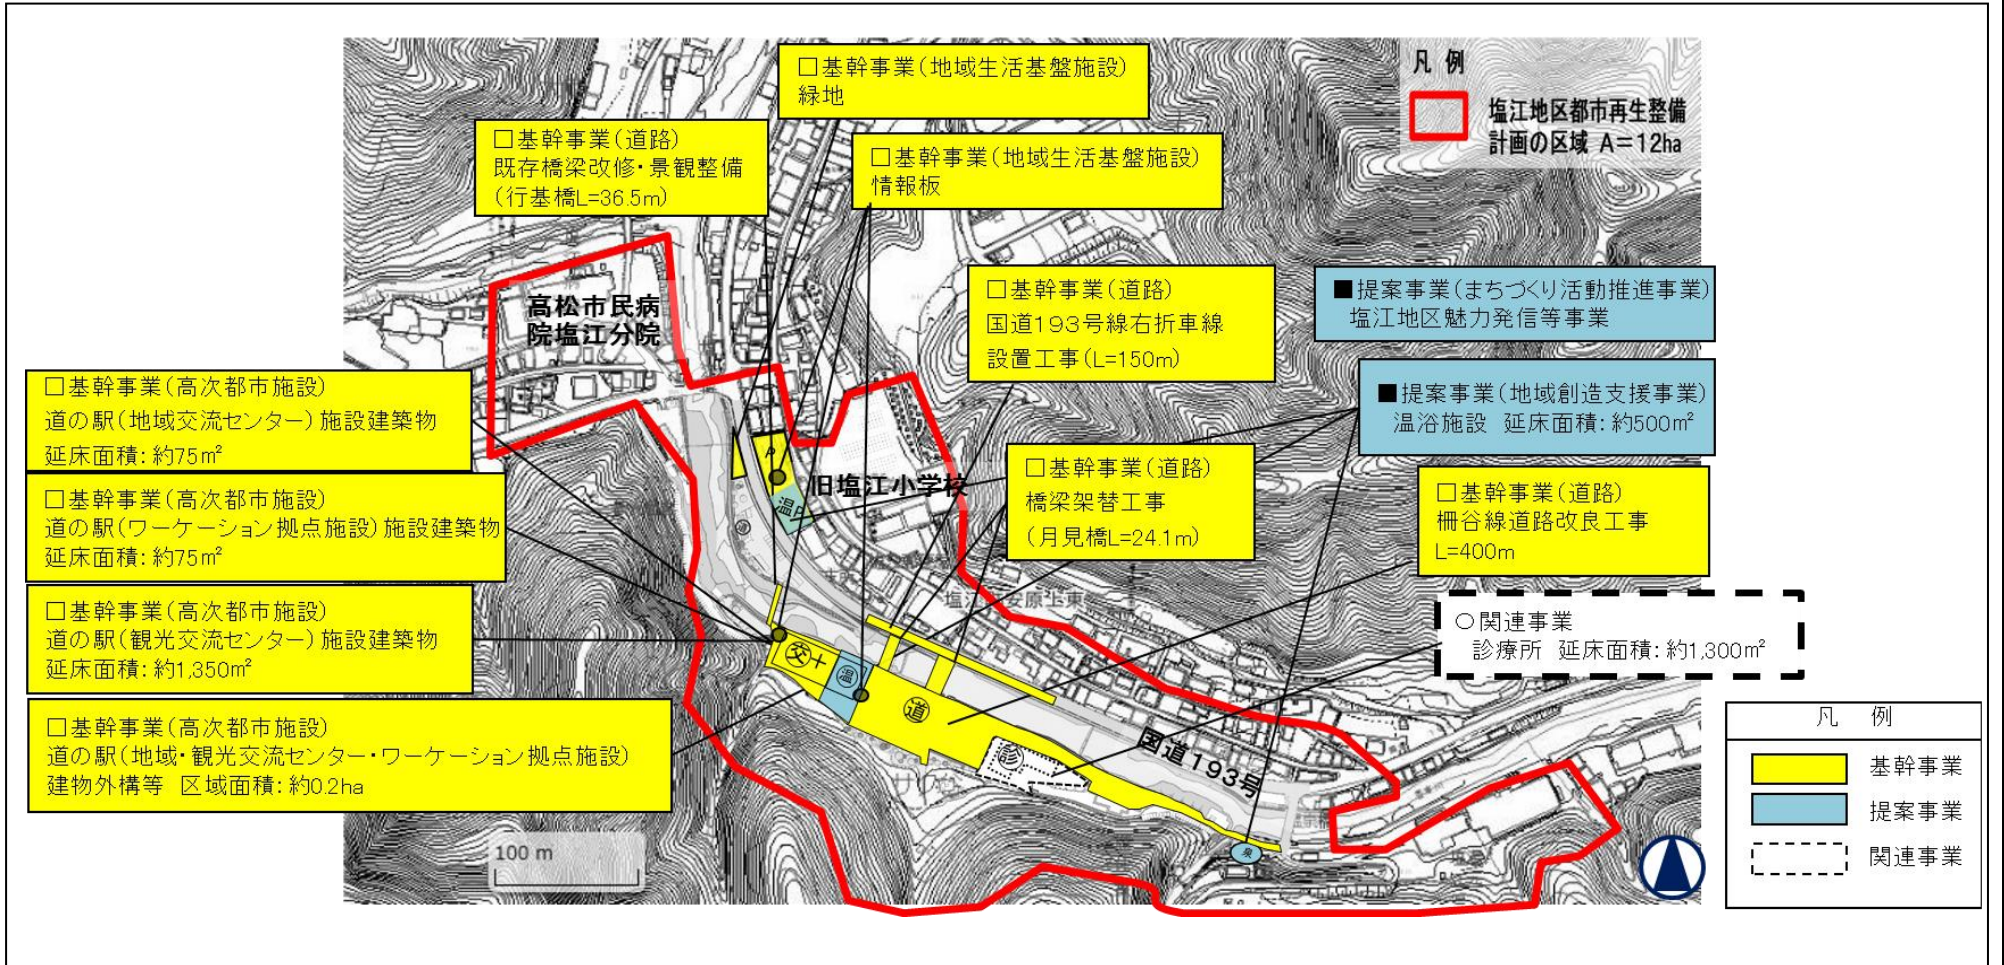 □基幹事業(地域生活基盤施設)
緑地
凡 例
塩江地区都市再生整備
計画の区域 A=12ha
□基幹事業(道路)
既存橋梁改修・景観整備
(行基橋L=36.5m)
□基幹事業(地域生活基盤施設)
情報板
高松市民病
院塩江分院
□基幹事業(道路)
国道193号線右折車線
設置工事(L=150m)
■提案事業(まちづくり活動推進事業)
塩江地区魅力発信等事業
■提案事業(地域創造支援事業)
温浴施設 延床面積:約500㎡
□基幹事業(高次都市施設)
道の駅(地域交流センター)施設建築物
延床面積:約75㎡
P
温P
旧塩江小学校
□基幹事業(道路)
橋梁架替工事
(月見橋L=24.1m)
□基幹事業(道路)
柵谷線道路改良工事
L=400m
□基幹事業(高次都市施設)
道の駅(ワーケーション拠点施設)施設建築物
延床面積:約75㎡
□基幹事業(高次都市施設)
道の駅(観光交流センター)施設建築物
延床面積:約1,350㎡
○関連事業
診療所 延床面積:約1,300㎡
交+
温
道
診
国道193号
泉
□基幹事業(高次都市施設)
道の駅(地域・観光交流センター・ワーケーション拠点施設)
建物外構等 区域面積:約0.2ha
100 m
凡 例
基幹事業
提案事業
関連事業